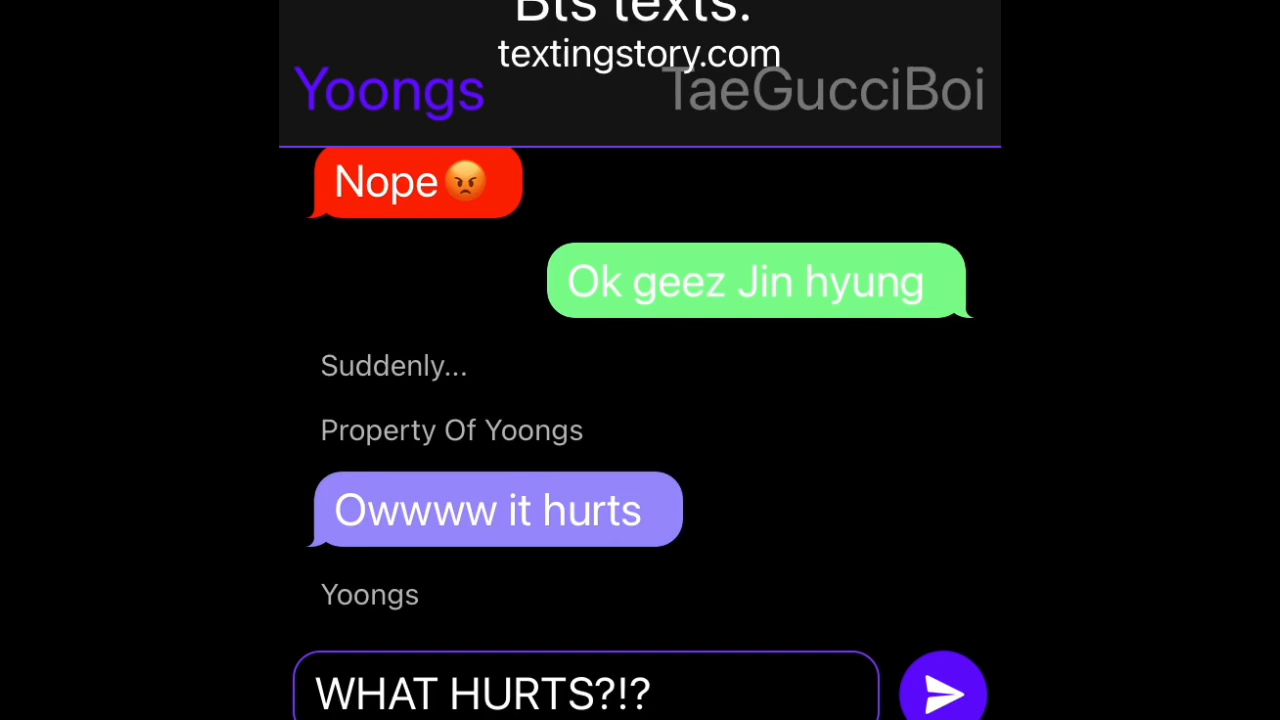 Bts texts.
textingstory.com
Yoongs
TaeGucciBoi
Nope😡
Ok geez Jin hyung
Suddenly...
Property Of Yoongs
Owwww it hurts
Yoongs
WHAT HURTS?!?